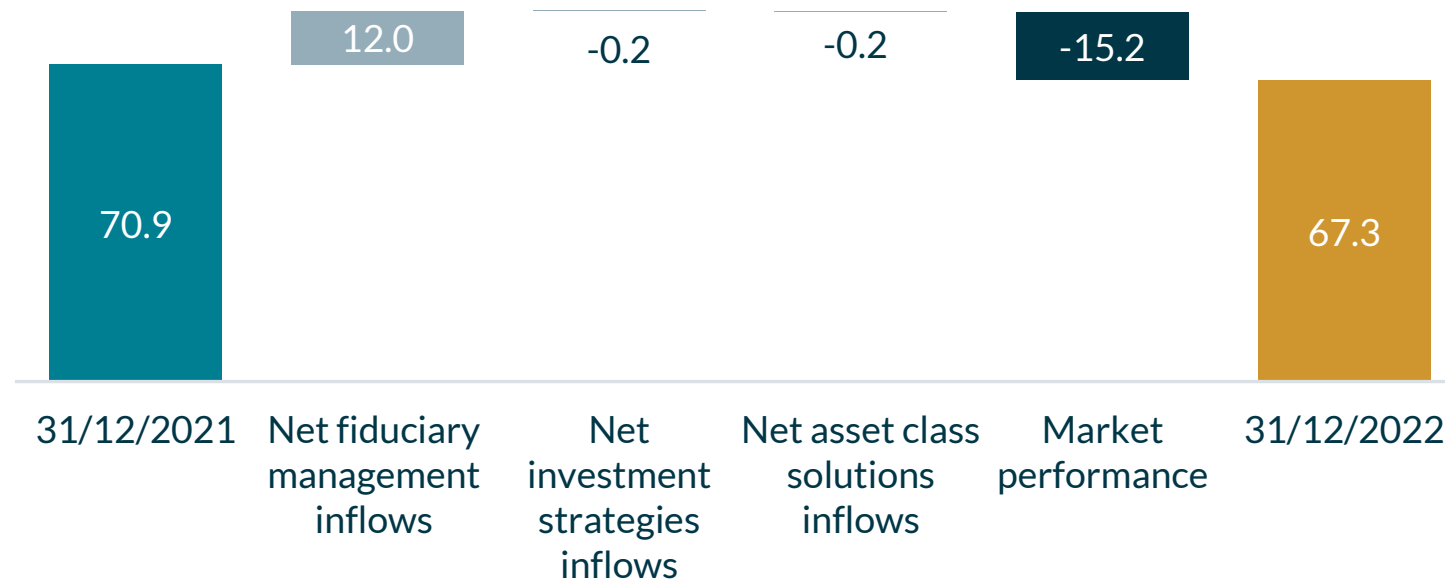 12.0
-0.2
-0.2
-15.2
70.9
67.3
31/12/2021
Net fiduciary
management
inflows
Net
investment
strategies
inflows
Net asset class
solutions
inflows
Market
performance
31/12/2022